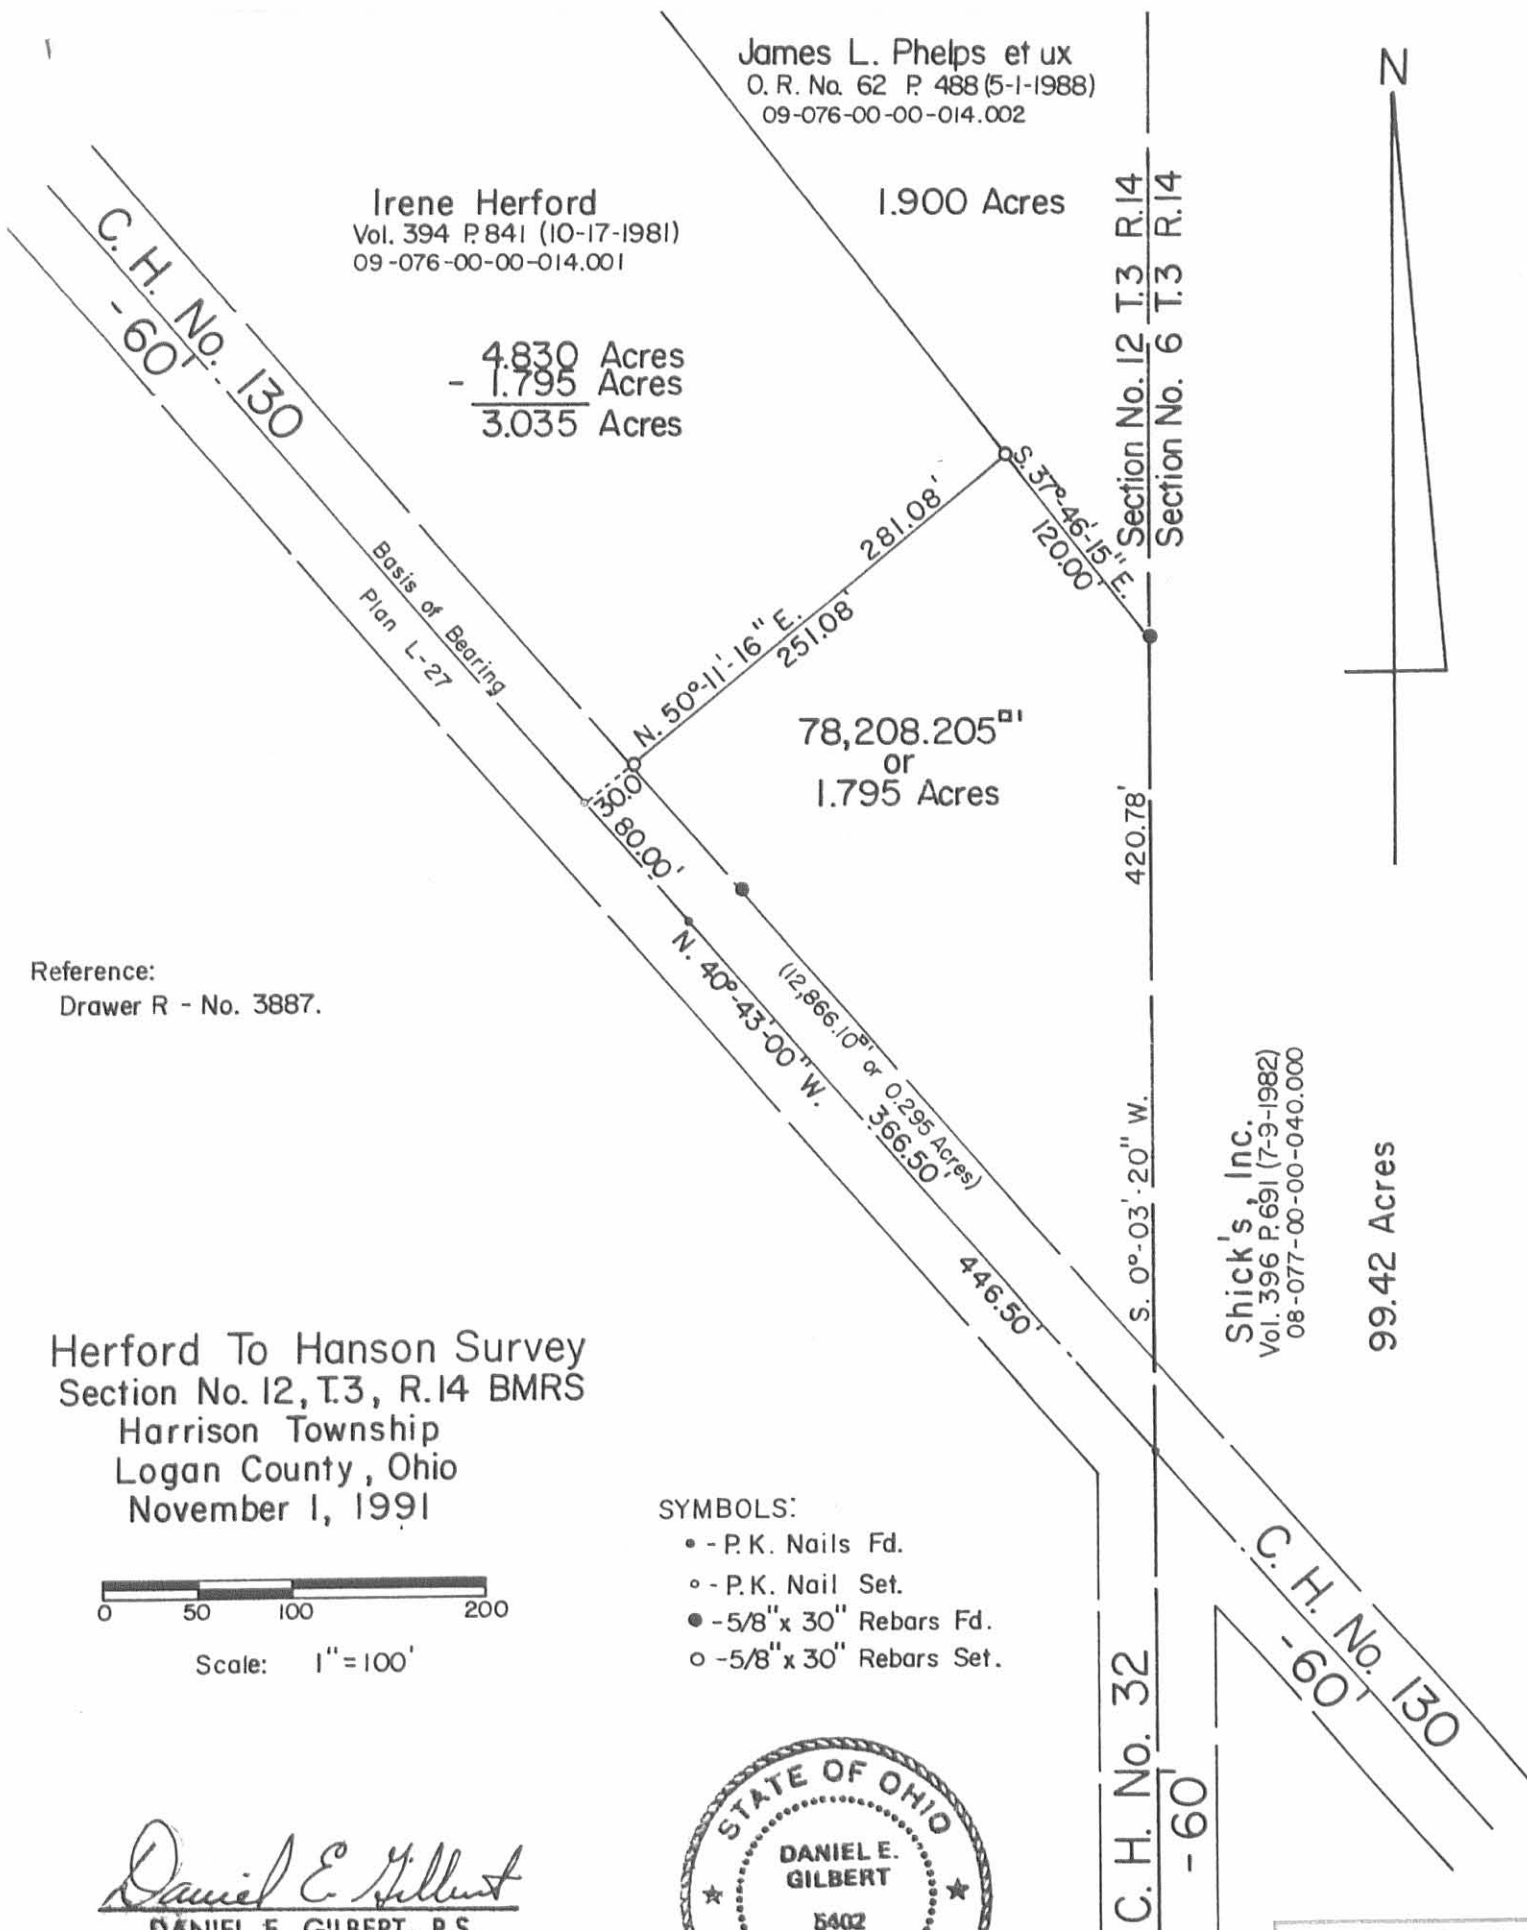 James L. Phelps et ux
O. R. No. 62 P. 488 (5-1-1988)
09-076-00-00-014.002
1.900 Acres
N
Irene Herford
Vol. 394 P. 841 (10-17-1981)
09-076-00-00-014.001
4.830 Acres
- 1.795 Acres
3.035 Acres
C. H. No. 130
-60'
Section No. 12 T.3 R.14
Section No. 6 T.3 R.14
S. 37°-46'-15" E.
120.00'
281.08'
N. 50°-11'-16" E.
251.08'
Basis of Bearing
Plan L-27
78,208.205□'
or
1.795 Acres
30.0
80.00'
420.78'
N. 40°-43'-00" W.
(12,866.10□' or 0.295 Acres)
366.50'
446.50'
S. 0°-03'-20" W.
Reference:
Drawer R - No. 3887.
Shick's, Inc.
Vol. 396 P. 691 (7-9-1982)
08-077-00-00-040.000
99.42 Acres
Herford To Hanson Survey
Section No. 12, T.3, R.14 BMRS
Harrison Township
Logan County, Ohio
November 1, 1991
0 50 100 200
Scale: 1"=100'
SYMBOLS:
• - P.K. Nails Fd.
∘ - P.K. Nail Set.
● -5/8"x 30" Rebars Fd.
○ -5/8"x 30" Rebars Set.
C. H. No. 130
-60'
C. H. No. 32
-60'
Daniel E Gilbert
DANIEL E. GILBERT P.S.
STATE OF OHIO
DANIEL E.
GILBERT
5402